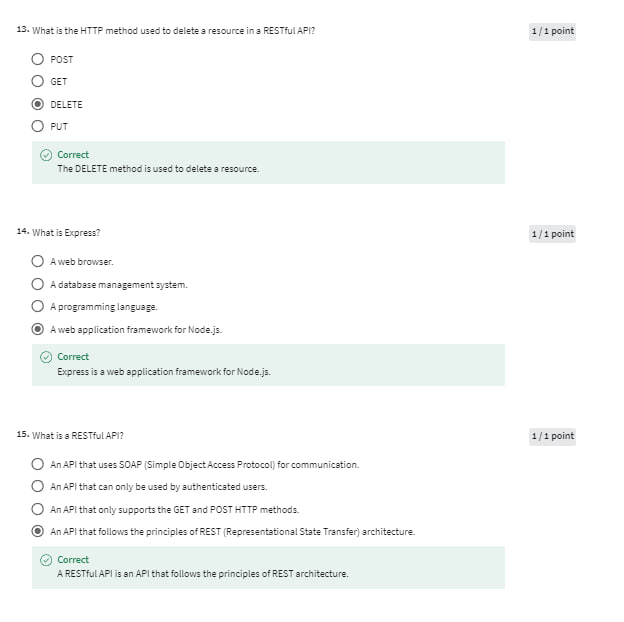 13. What is the HTTP method used to delete a resource in a RESTful API?
1 / 1 point
POST
GET
DELETE
PUT
Correct
The DELETE method is used to delete a resource.
14. What is Express?
1 / 1 point
A web browser.
A database management system.
A programming language.
A web application framework for Node.js.
Correct
Express is a web application framework for Node.js.
15. What is a RESTful API?
1 / 1 point
An API that uses SOAP (Simple Object Access Protocol) for communication.
An API that can only be used by authenticated users.
An API that only supports the GET and POST HTTP methods.
An API that follows the principles of REST (Representational State Transfer) architecture.
Correct
A RESTful API is an API that follows the principles of REST architecture.